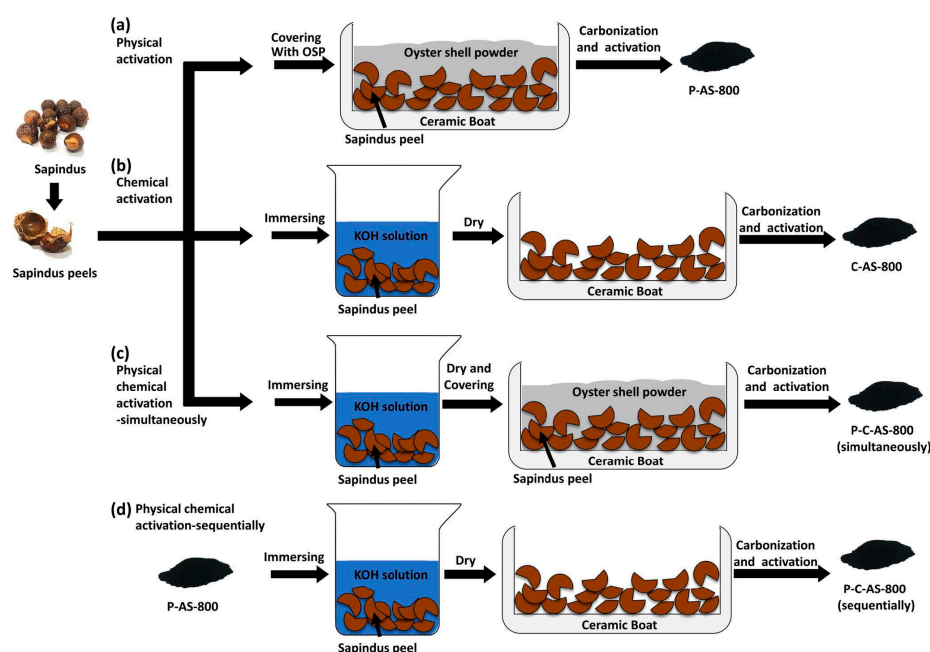 (a)
Physical
activation
Covering
With OSP
Oyster shell powder
Sapindus peel
Ceramic Boat
Carbonization
and activation
P-AS-800
Sapindus
Sapindus peels
(b)
Chemical
activation
Immersing
KOH solution
Sapindus peel
Dry
Ceramic Boat
Carbonization
and activation
C-AS-800
(c)
Physical
chemical
activation
-simultaneously
Immersing
KOH solution
Sapindus peel
Dry and
Covering
Oyster shell powder
Ceramic Boat
Sapindus peel
Carbonization
and activation
P-C-AS-800
(simultaneously)
(d)
Physical chemical
activation-sequentially
P-AS-800
Immersing
KOH solution
Sapindus peel
Dry
Ceramic Boat
Carbonization
and activation
P-C-AS-800
(sequentially)